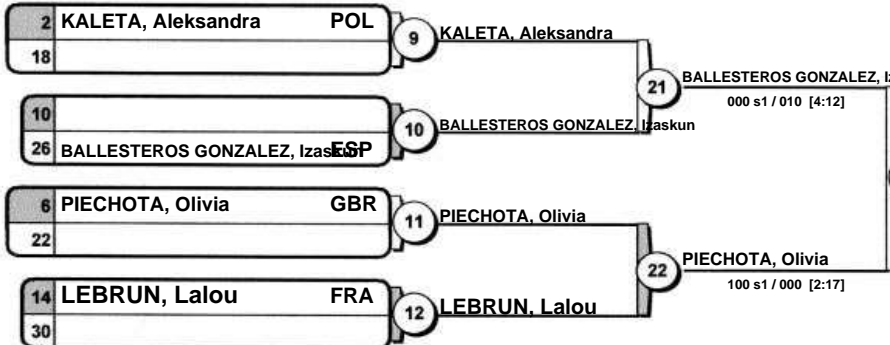 2 KALETA, Aleksandra POL
18
9 KALETA, Aleksandra
10
26 BALLESTEROS GONZALEZ, Izaskun ESP
10 BALLESTEROS GONZALEZ, Izaskun
21 BALLESTEROS GONZALEZ, Iz
000 s1 / 010 [4:12]
6 PIECHOTA, Olivia GBR
22
11 PIECHOTA, Olivia
14 LEBRUN, Lalou FRA
30
12 LEBRUN, Lalou
22 PIECHOTA, Olivia
100 s1 / 000 [2:17]